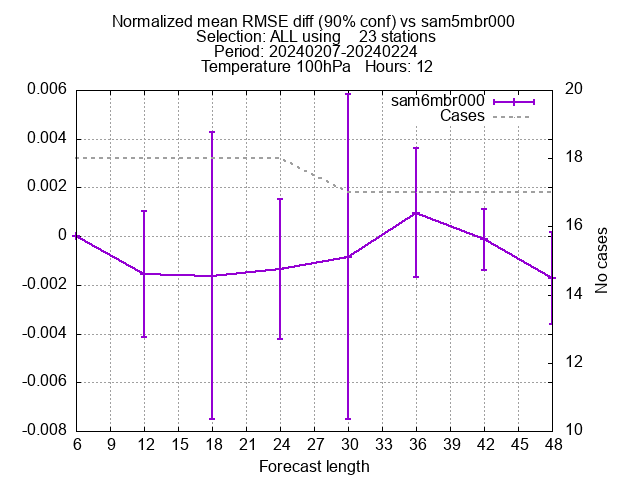 Normalized mean RMSE diff (90% conf) vs sam5mbr000
Selection: ALL using    23 stations
Period: 20240207-20240224
Temperature 100hPa   Hours: 12
sam6mbr000
Cases
0.006
0.004
0.002
0
-0.002
-0.004
-0.006
-0.008
20
18
16
14
12
10
No cases
6 9 12 15 18 21 24 27 30 33 36 39 42 45 48
Forecast length